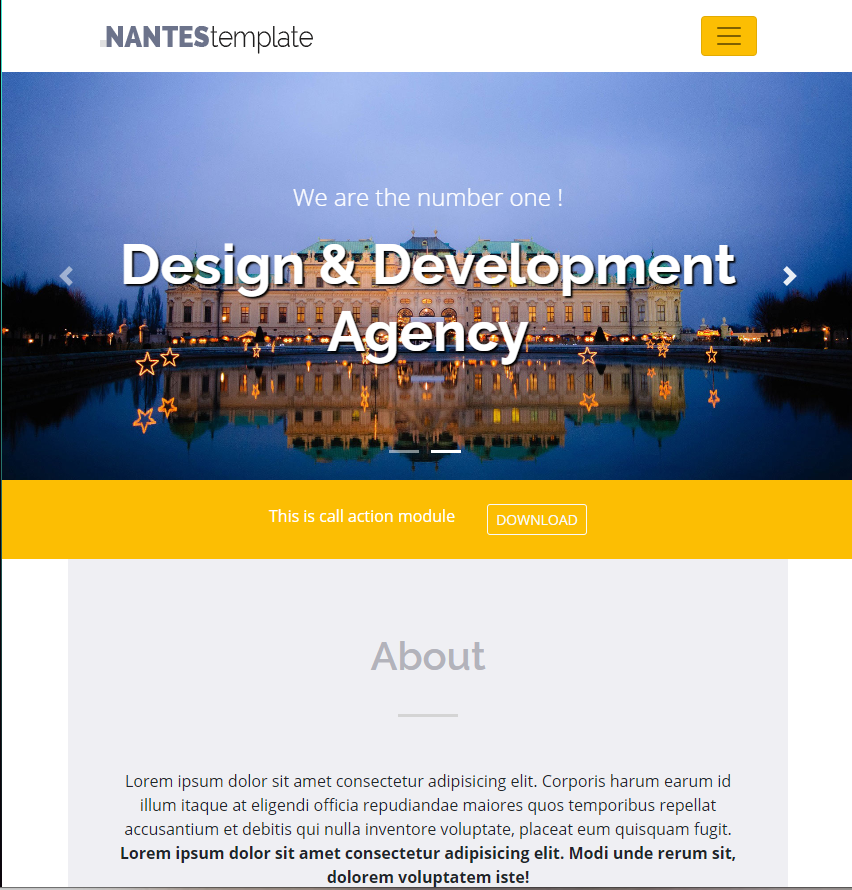 .NANTEStemplate
We are the number one !
Design & Development
Agency
This is call action module
DOWNLOAD
About
Lorem ipsum dolor sit amet consectetur adipisicing elit. Corporis harum earum id
illum itaque at eligendi officia repudiandae maiores quos temporibus repellat
accusantium et debitis qui nulla inventore voluptate, placeat eum quisquam fugit.
Lorem ipsum dolor sit amet consectetur adipisicing elit. Modi unde rerum sit,
dolorem voluptatem iste!